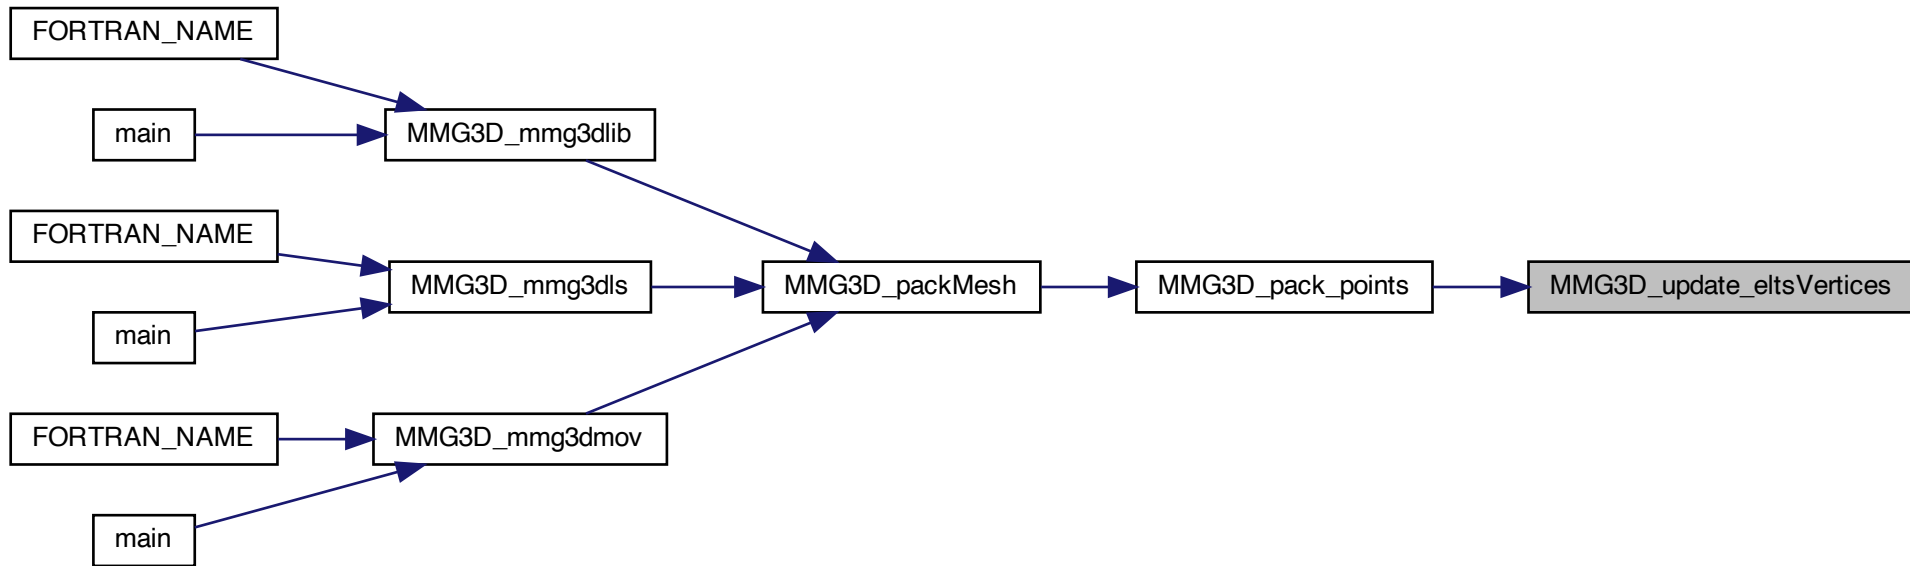 FORTRAN_NAME
main
MMG3D_mmg3dlib
FORTRAN_NAME
MMG3D_mmg3dls
MMG3D_packMesh
MMG3D_pack_points
MMG3D_update_eltsVertices
main
FORTRAN_NAME
MMG3D_mmg3dmov
main